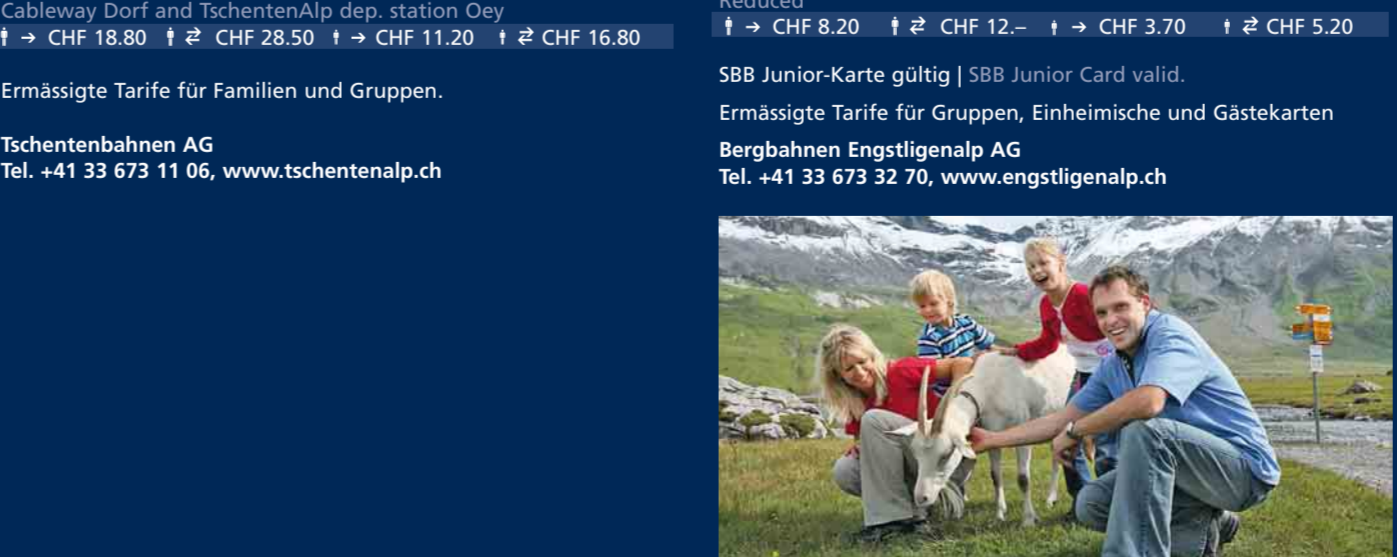 Cableway Dorf and TschentenAlp dep. station Oey
→ CHF 18.80 ⇄ CHF 28.50 → CHF 11.20 ⇄ CHF 16.80
Ermässigte Tarife für Familien und Gruppen.
Tschentenbahnen AG
Tel. +41 33 673 11 06, www.tschentenalp.ch
Reduced
→ CHF 8.20 ⇄ CHF 12.– → CHF 3.70 ⇄ CHF 5.20
SBB Junior-Karte gültig | SBB Junior Card valid.
Ermässigte Tarife für Gruppen, Einheimische und Gästekarten
Bergbahnen Engstligenalp AG
Tel. +41 33 673 32 70, www.engstligenalp.ch